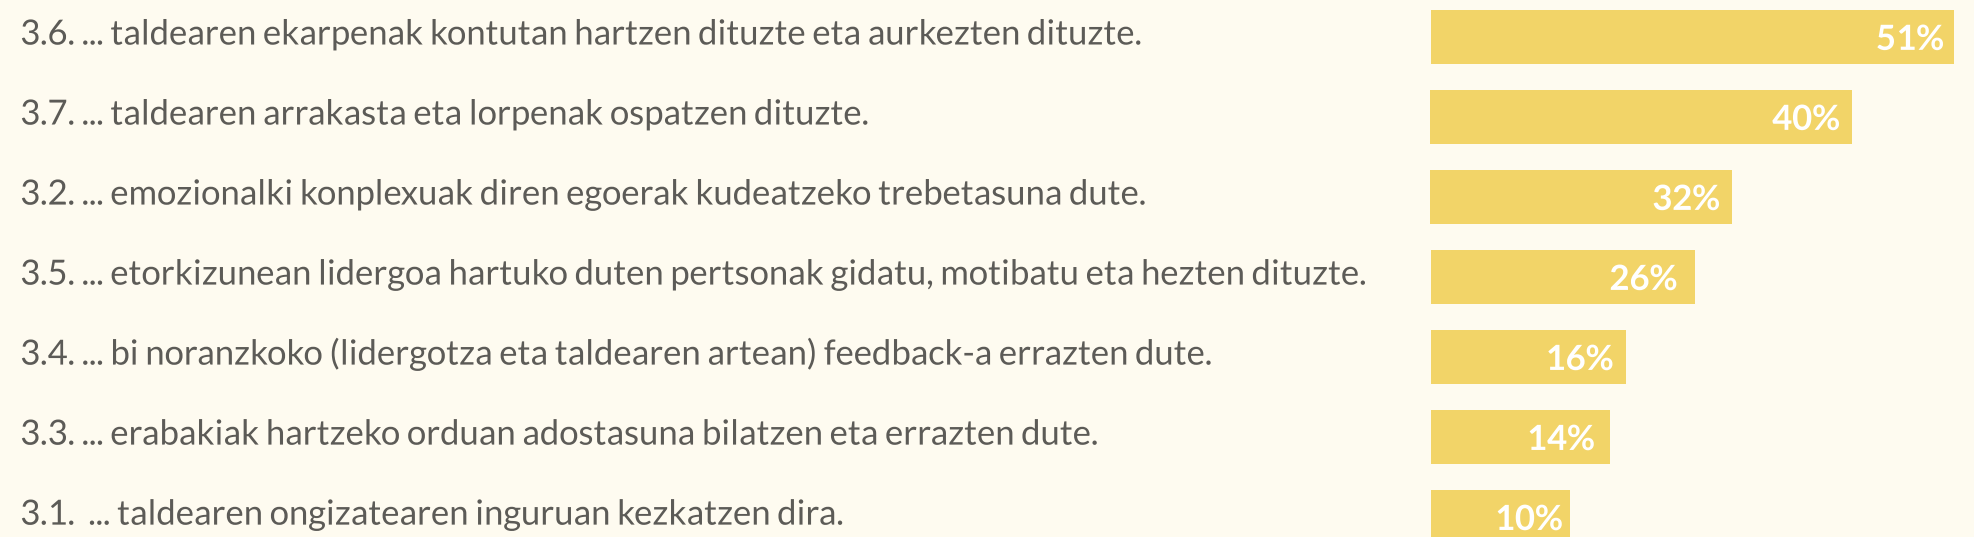 3.6. ... taldearen ekarpenak kontutan hartzen dituzte eta aurkezten dituzte. 51%
3.7. ... taldearen arrakasta eta lorpenak ospatzen dituzte. 40%
3.2. ... emozionalki konplexuak diren egoerak kudeatzeko trebetasuna dute. 32%
3.5. ... etorkizunean lidergoa hartuko duten pertsonak gidatu, motibatu eta hezten dituzte. 26%
3.4. ... bi noranzkoko (lidergotza eta taldearen artean) feedback-a errazten dute. 16%
3.3. ... erabakiak hartzeko orduan adostasuna bilatzen eta errazten dute. 14%
3.1. ... taldearen ongizatearen inguruan kezkatzen dira. 10%